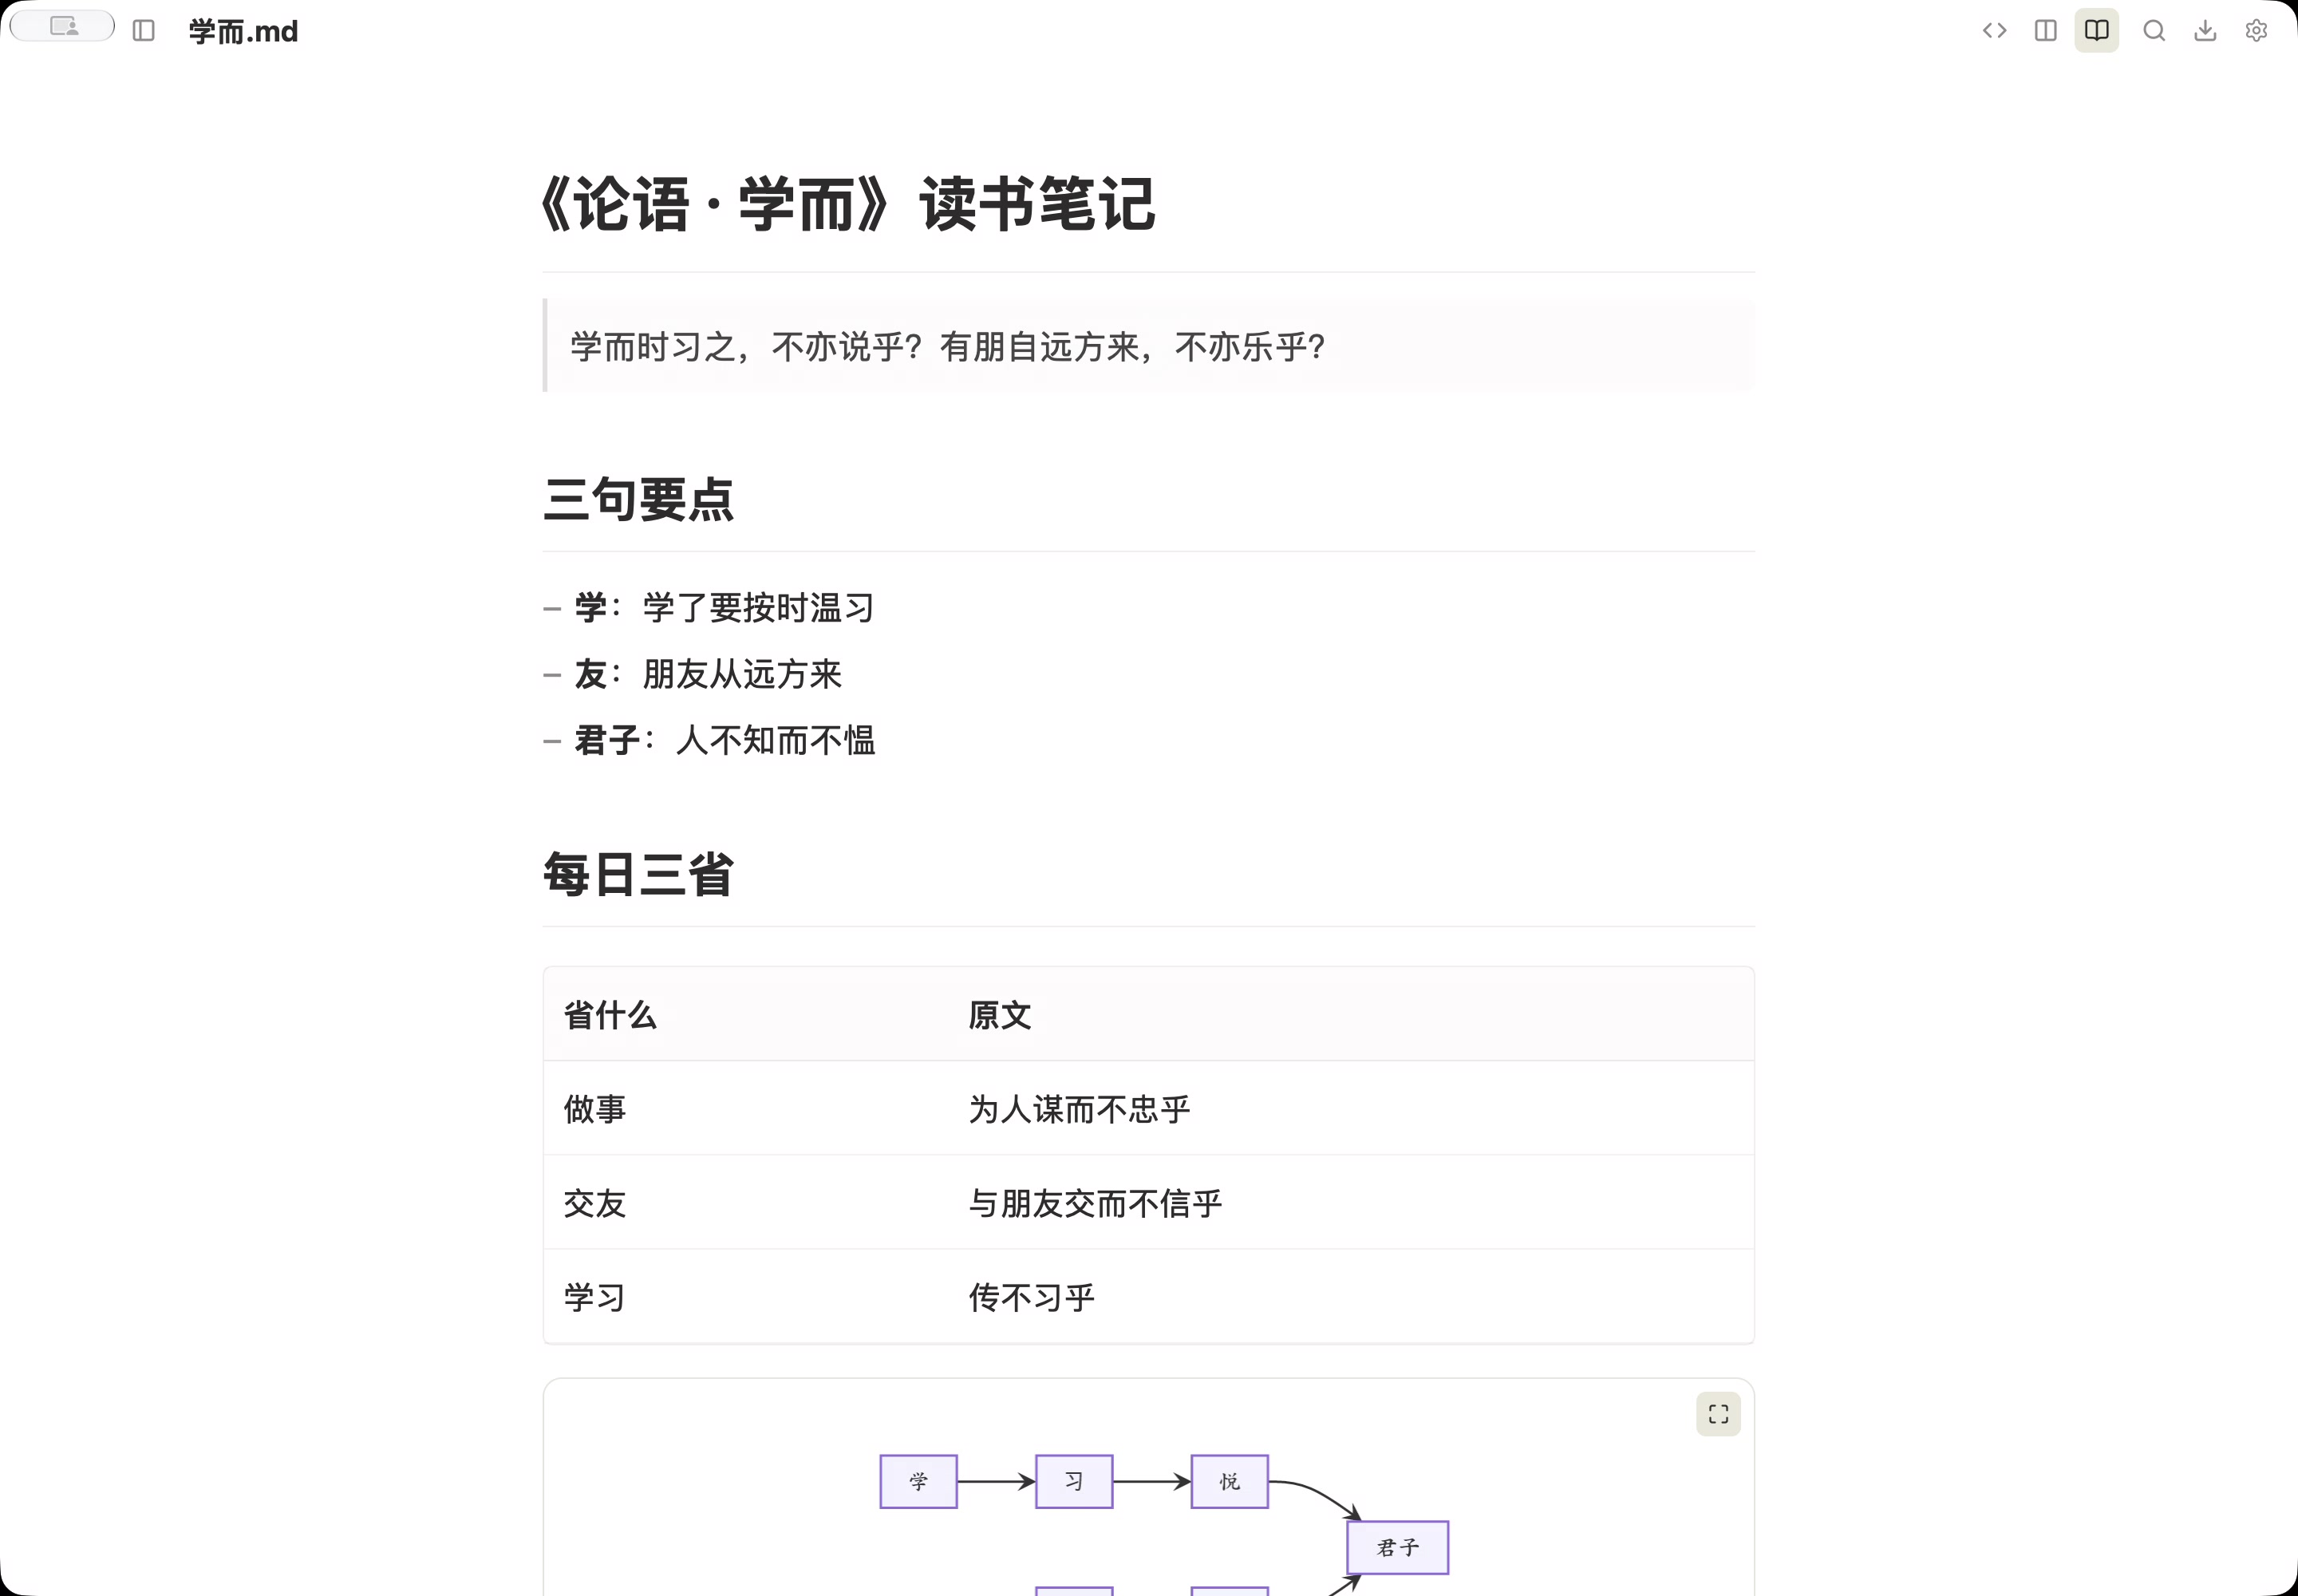 学而.md
《论语 · 学而》读书笔记
学而时习之，不亦说乎？有朋自远方来，不亦乐乎？
三句要点
– 学：学了要按时温习
– 友：朋友从远方来
– 君子：人不知而不愠
每日三省
省什么 原文
做事 为人谋而不忠乎
交友 与朋友交而不信乎
学习 传不习乎
学 习 悦
君子